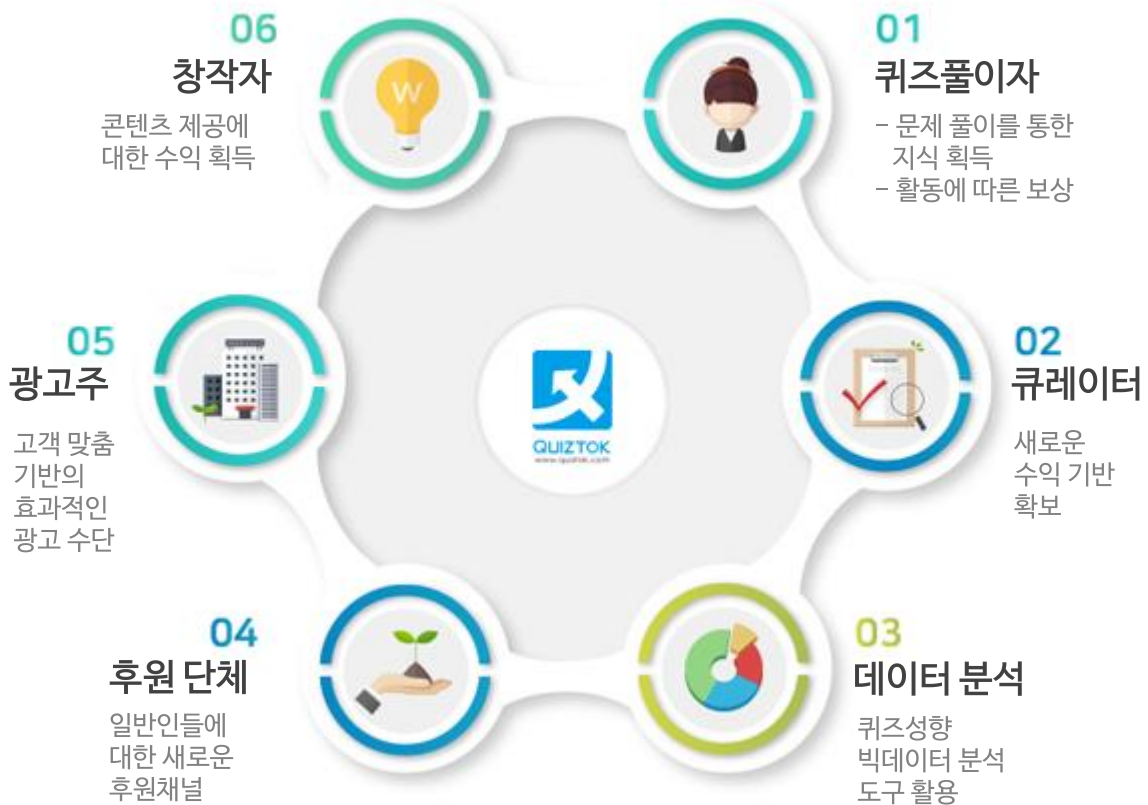 01
퀴즈풀이자
- 문제 풀이를 통한
지식 획득
- 활동에 따른 보상
02
큐레이터
새로운
수익 기반
확보
03
데이터 분석
퀴즈성향
빅데이터 분석
도구 활용
04
후원 단체
일반인들에
대한 새로운
후원채널
05
광고주
고객 맞춤
기반의
효과적인
광고 수단
06
창작자
콘텐츠 제공에
대한 수익 획득
W
QUIZTOK